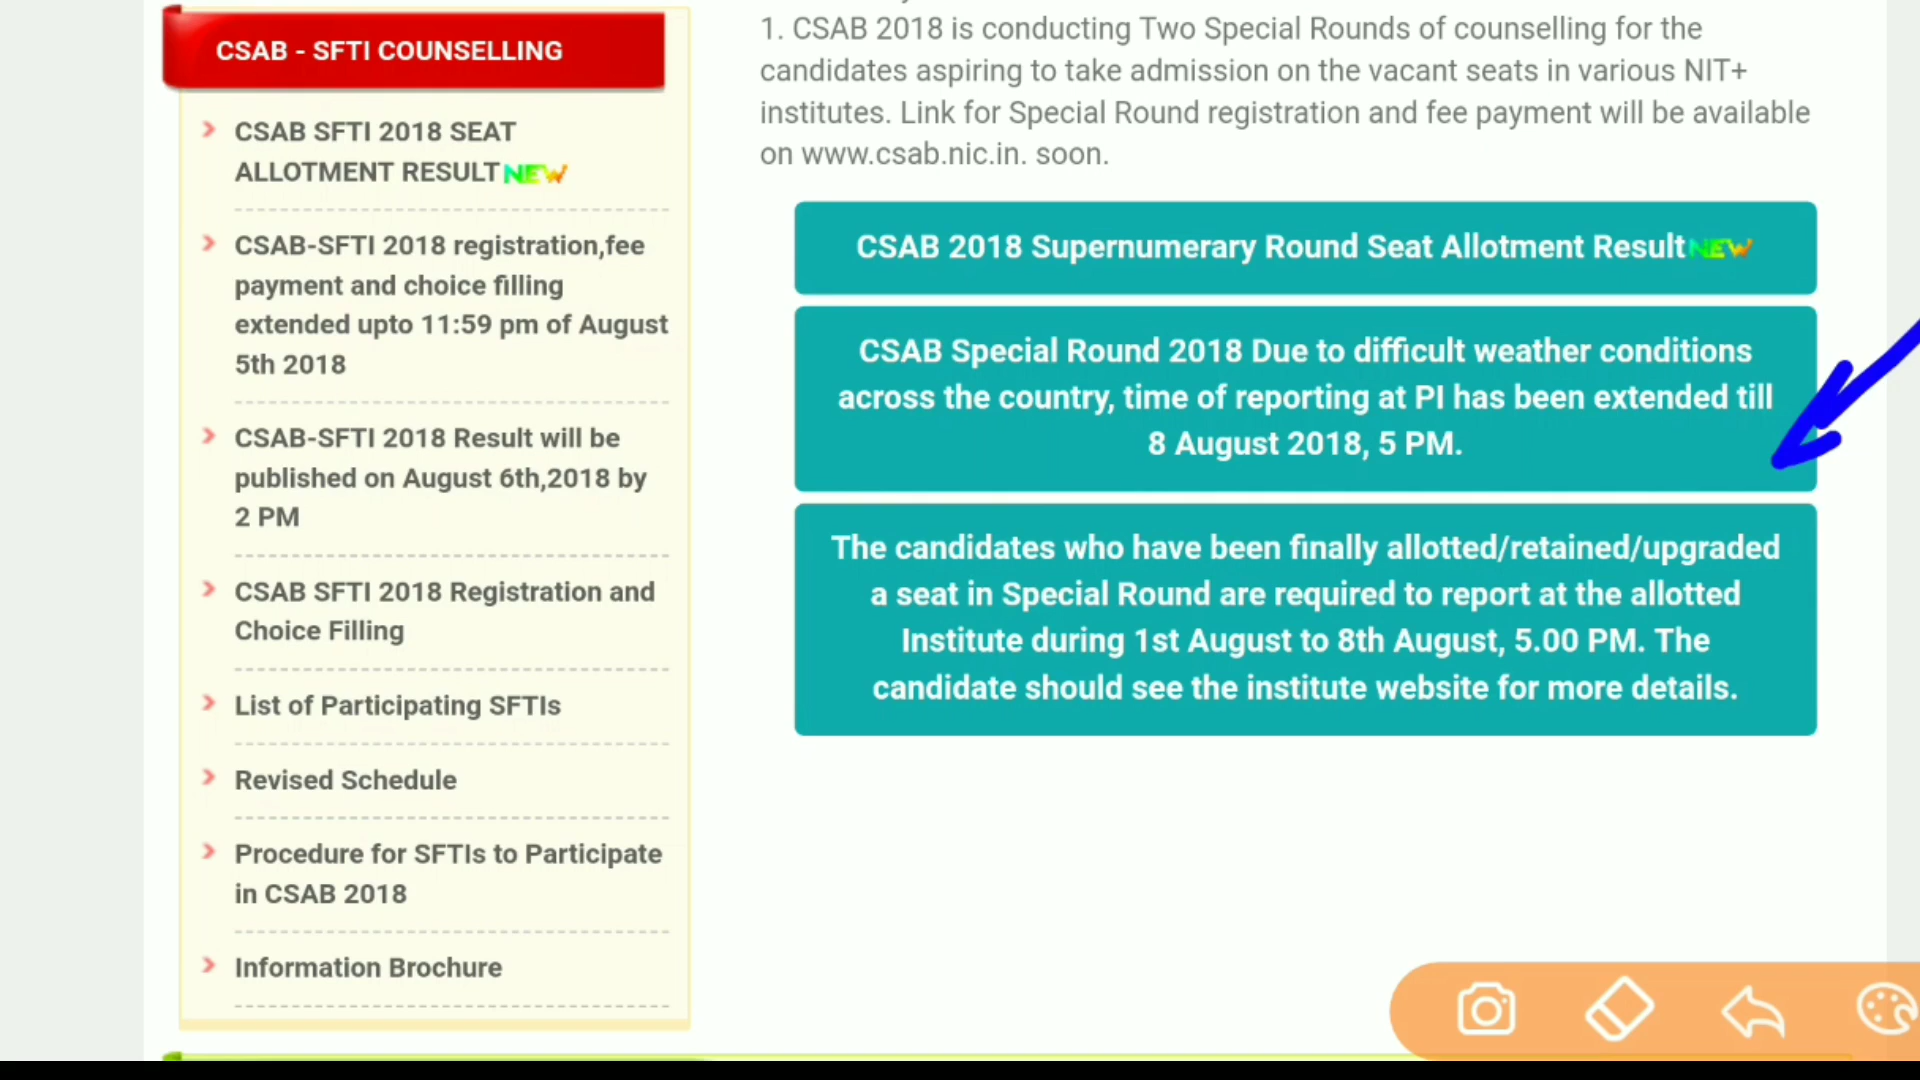 CSAB - SFTI COUNSELLING
CSAB SFTI 2018 SEAT
ALLOTMENT RESULT NEW
CSAB-SFTI 2018 registration,fee
payment and choice filling
extended upto 11:59 pm of August
5th 2018
CSAB-SFTI 2018 Result will be
published on August 6th,2018 by
2 PM
CSAB SFTI 2018 Registration and
Choice Filling
List of Participating SFTIs
Revised Schedule
Procedure for SFTIs to Participate
in CSAB 2018
Information Brochure
1. CSAB 2018 is conducting Two Special Rounds of counselling for the
candidates aspiring to take admission on the vacant seats in various NIT+
institutes. Link for Special Round registration and fee payment will be available
on www.csab.nic.in. soon.
CSAB 2018 Supernumerary Round Seat Allotment Result NEW
CSAB Special Round 2018 Due to difficult weather conditions
across the country, time of reporting at PI has been extended till
8 August 2018, 5 PM.
The candidates who have been finally allotted/retained/upgraded
a seat in Special Round are required to report at the allotted
Institute during 1st August to 8th August, 5.00 PM. The
candidate should see the institute website for more details.